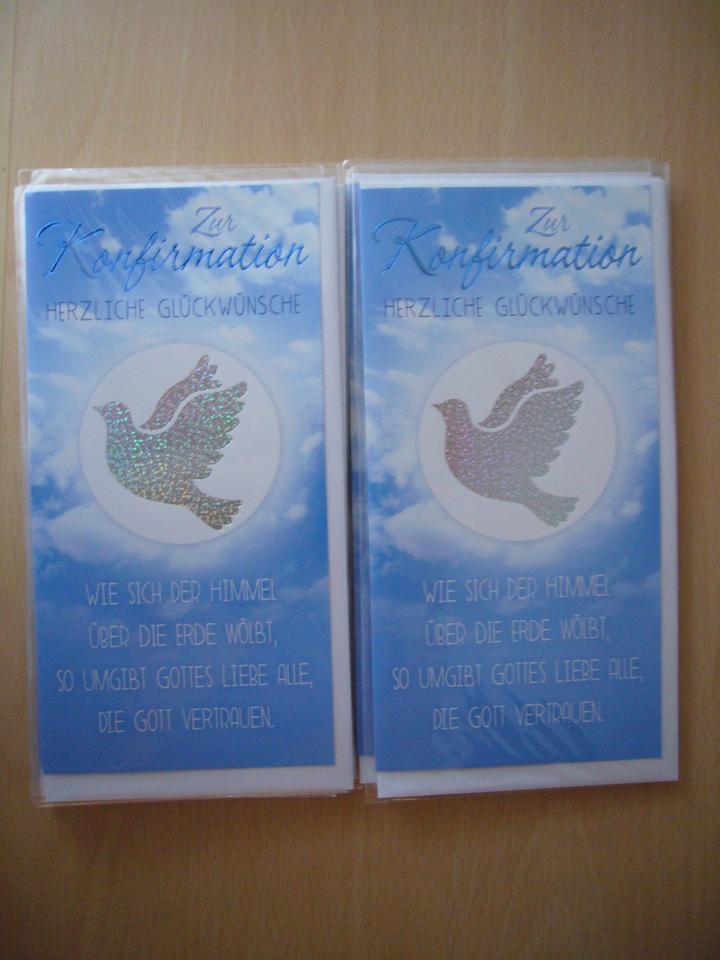 Zur
Konfirmation
HERZLICHE GLÜCKWÜNSCHE
WIE SICH DER HIMMEL
ÜBER DIE ERDE WÖLBT,
SO UMGIBT GOTTES LIEBE ALLE,
DIE GOTT VERTRAUEN.
Zur
Konfirmation
HERZLICHE GLÜCKWÜNSCHE
WIE SICH DER HIMMEL
ÜBER DIE ERDE WÖLBT,
SO UMGIBT GOTTES LIEBE ALLE,
DIE GOTT VERTRAUEN.